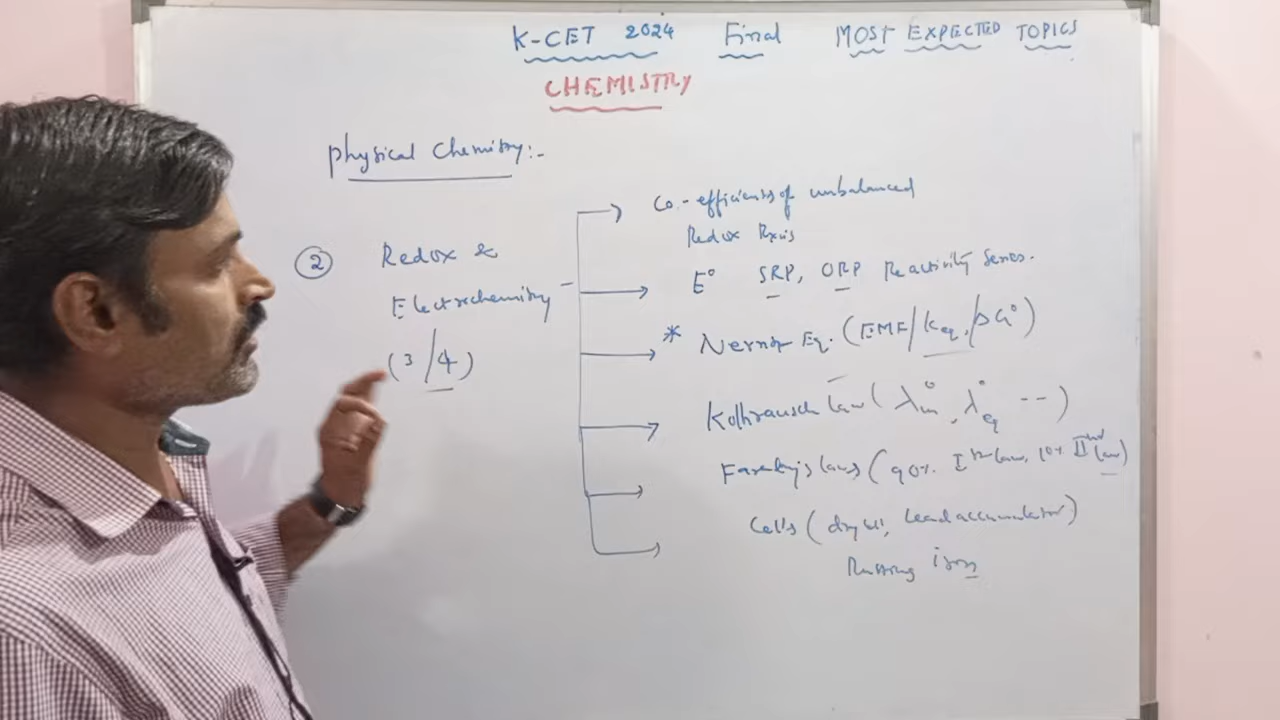 K-CET 2024 Final MOST EXPECTED TOPICS
CHEMISTRY
Physical Chemistry:-
② Redox &
Electrochemistry
(3/4)
Co-efficients of unbalanced
Redox Rxns
E° SRP, ORP Reactivity Series.
* Nernst Eq. (EMF/Keq/ΔG°)
Kolhrausch law (λ°m, λ°eq --)
Faraday's laws (90% Ist law, 10% IInd law)
Cells (dry cell, Lead accumulator)
Rusting iron